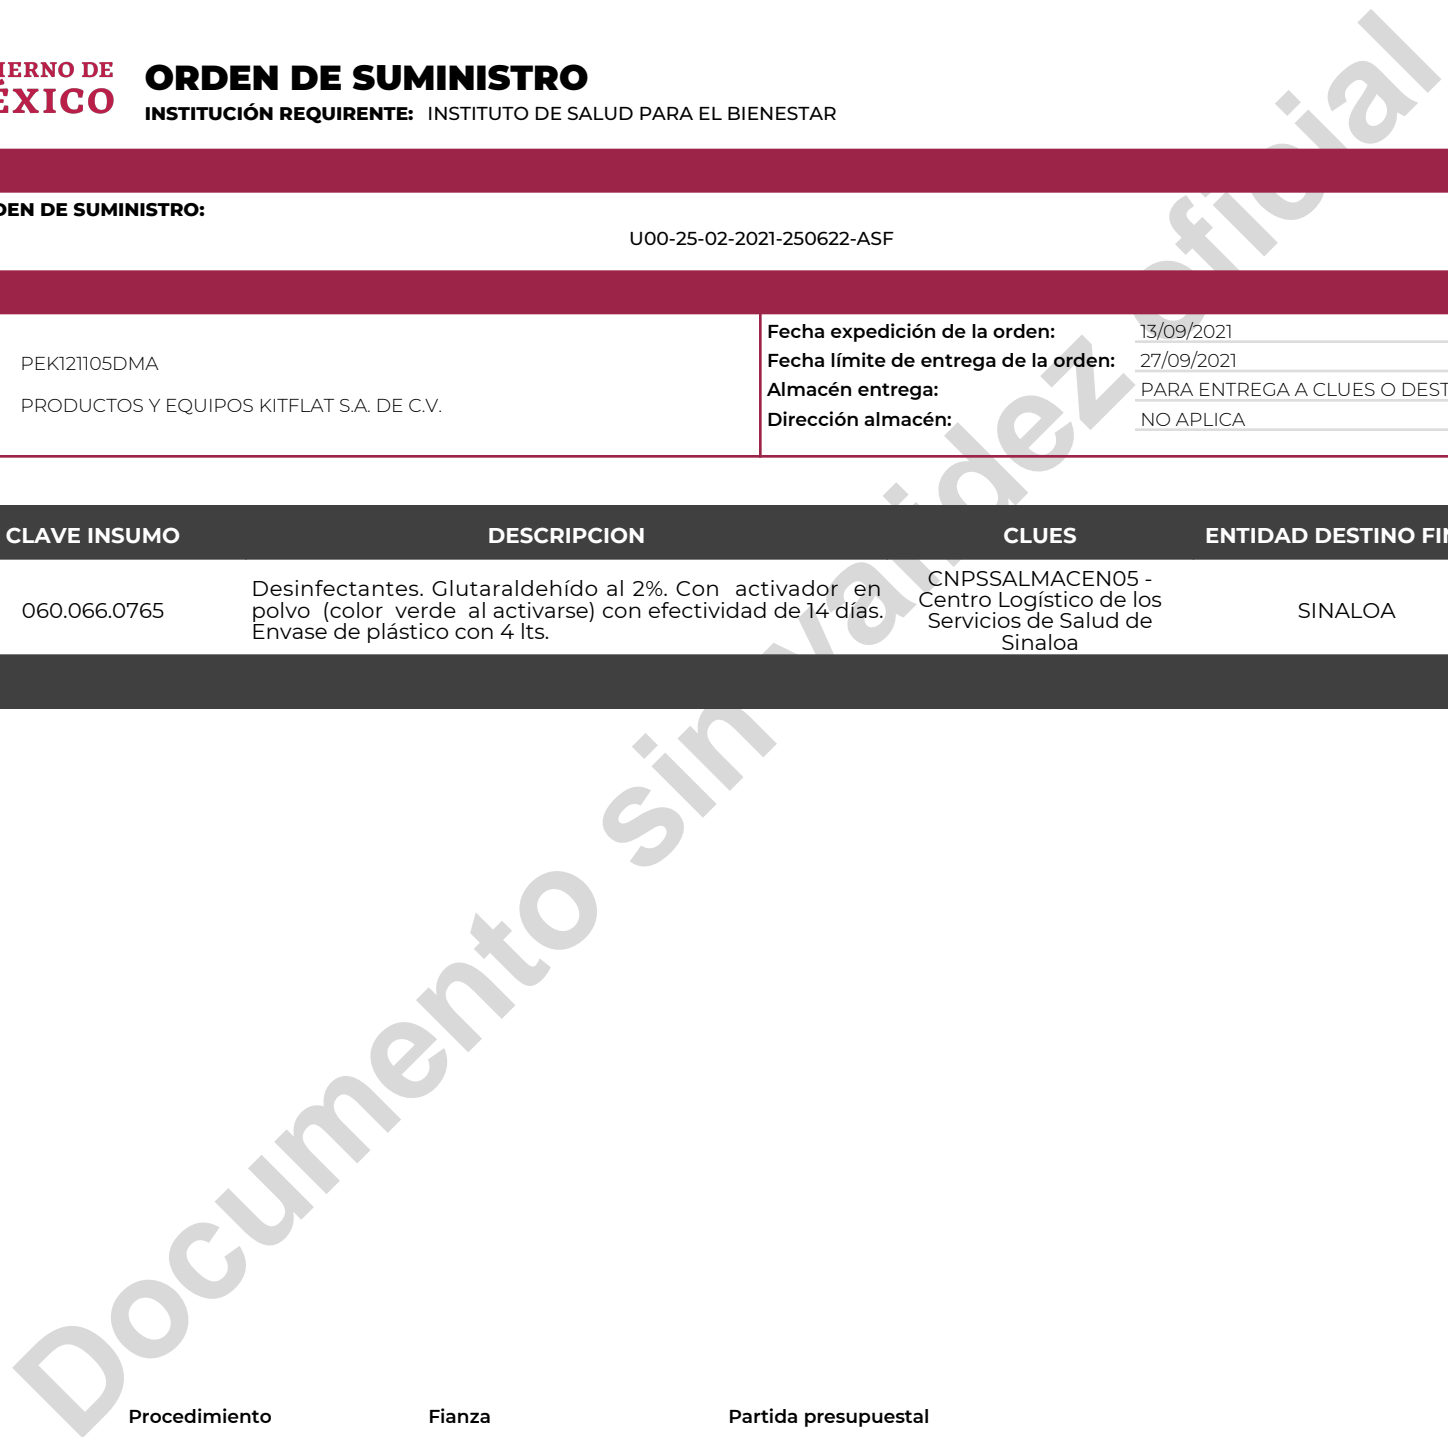 IERNO DE
ÉXICO
ORDEN DE SUMINISTRO
INSTITUCIÓN REQUIRENTE: INSTITUTO DE SALUD PARA EL BIENESTAR
DEN DE SUMINISTRO:
U00-25-02-2021-250622-ASF
PEK121105DMA
PRODUCTOS Y EQUIPOS KITFLAT S.A. DE C.V.
Fecha expedición de la orden: 13/09/2021
Fecha límite de entrega de la orden: 27/09/2021
Almacén entrega: PARA ENTREGA A CLUES O DEST
Dirección almacén: NO APLICA
CLAVE INSUMO DESCRIPCION CLUES ENTIDAD DESTINO FIN
060.066.0765
Desinfectantes. Glutaraldehído al 2%. Con activador en
polvo (color verde al activarse) con efectividad de 14 días.
Envase de plástico con 4 lts.
CNPSSALMACEN05 -
Centro Logístico de los
Servicios de Salud de
Sinaloa
SINALOA
Documento sin validez oficial
Procedimiento Fianza Partida presupuestal